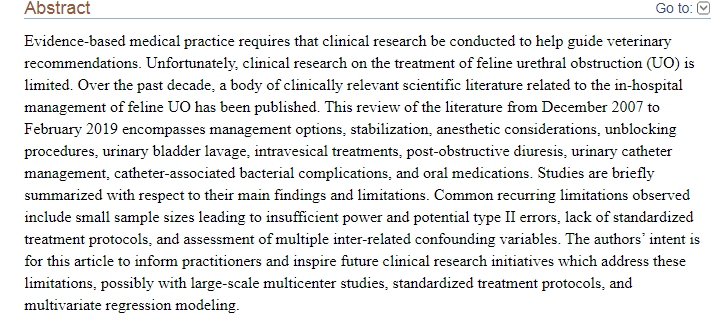 Abstract
Go to:
Evidence-based medical practice requires that clinical research be conducted to help guide veterinary
recommendations. Unfortunately, clinical research on the treatment of feline urethral obstruction (UO) is
limited. Over the past decade, a body of clinically relevant scientific literature related to the in-hospital
management of feline UO has been published. This review of the literature from December 2007 to
February 2019 encompasses management options, stabilization, anesthetic considerations, unblocking
procedures, urinary bladder lavage, intravesical treatments, post-obstructive diuresis, urinary catheter
management, catheter-associated bacterial complications, and oral medications. Studies are briefly
summarized with respect to their main findings and limitations. Common recurring limitations observed
include small sample sizes leading to insufficient power and potential type II errors, lack of standardized
treatment protocols, and assessment of multiple inter-related confounding variables. The authors’ intent is
for this article to inform practitioners and inspire future clinical research initiatives which address these
limitations, possibly with large-scale multicenter studies, standardized treatment protocols, and
multivariate regression modeling.